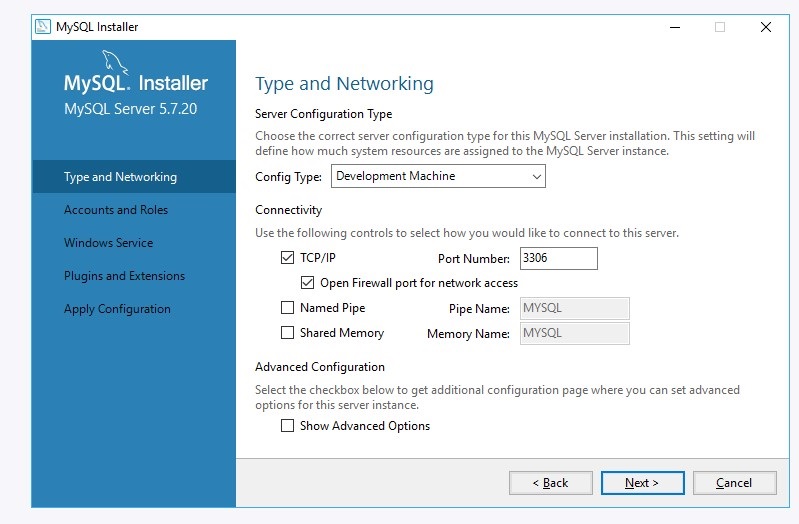 MySQL Installer
MySQL. Installer
MySQL Server 5.7.20
Type and Networking
Accounts and Roles
Windows Service
Plugins and Extensions
Apply Configuration
Type and Networking
Server Configuration Type
Choose the correct server configuration type for this MySQL Server installation. This setting will
define how much system resources are assigned to the MySQL Server instance.
Config Type: Development Machine
Connectivity
Use the following controls to select how you would like to connect to this server.
TCP/IP Port Number: 3306
Open Firewall port for network access
Named Pipe Pipe Name: MYSQL
Shared Memory Memory Name: MYSQL
Advanced Configuration
Select the checkbox below to get additional configuration page where you can set advanced
options for this server instance.
Show Advanced Options
< Back Next > Cancel